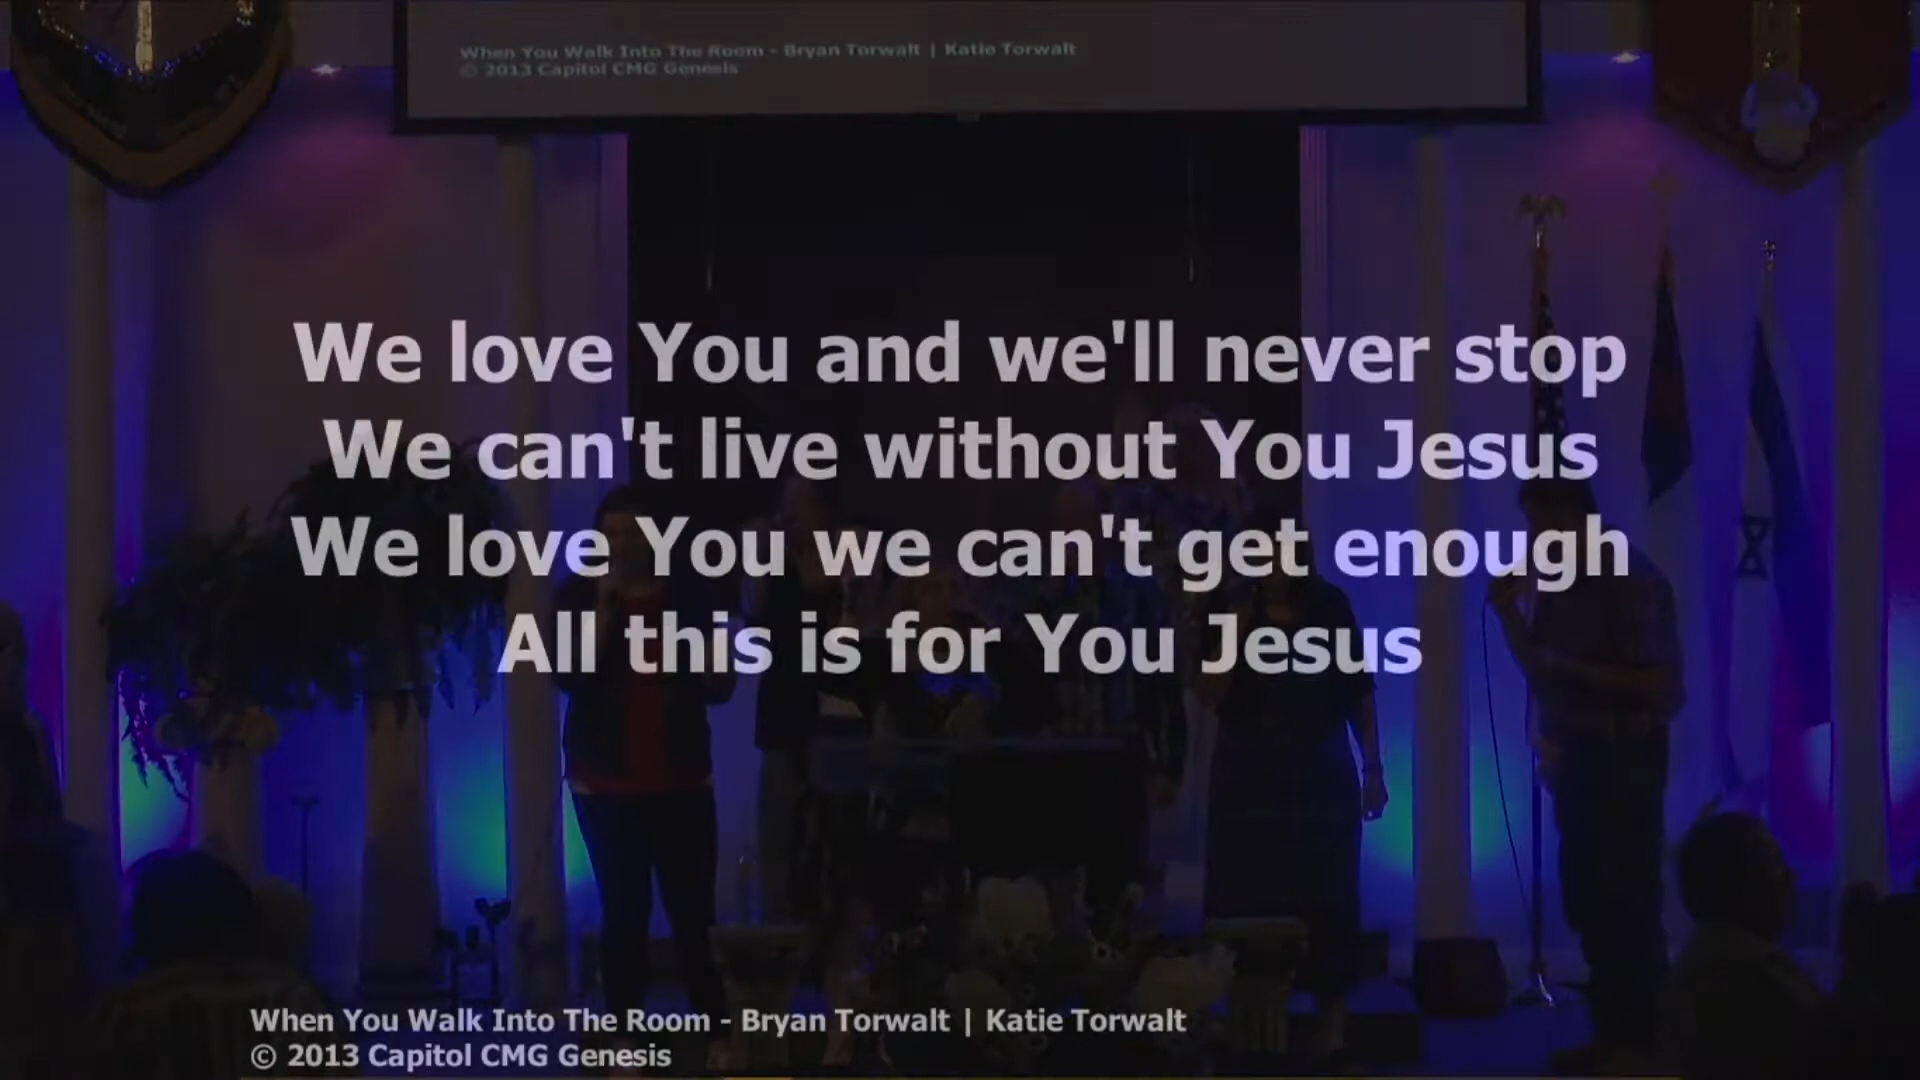 When You Walk Into The Room - Bryan Torwalt | Katie Torwalt
© 2013 Capitol CMG Genesis
We love You and we'll never stop
We can't live without You Jesus
We love You we can't get enough
All this is for You Jesus
When You Walk Into The Room - Bryan Torwalt | Katie Torwalt
© 2013 Capitol CMG Genesis